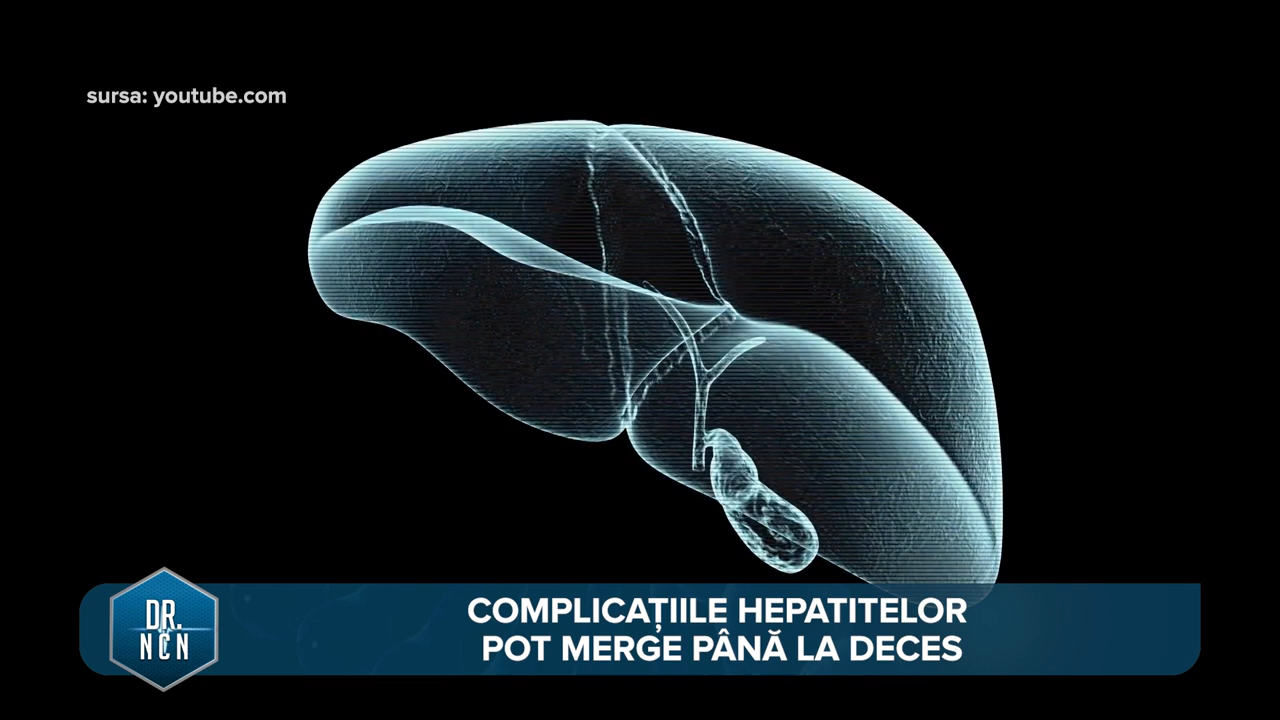 sursa: youtube.com
COMPLICAȚIILE HEPATITELOR
POT MERGE PÂNĂ LA DECES
DR.
NCN